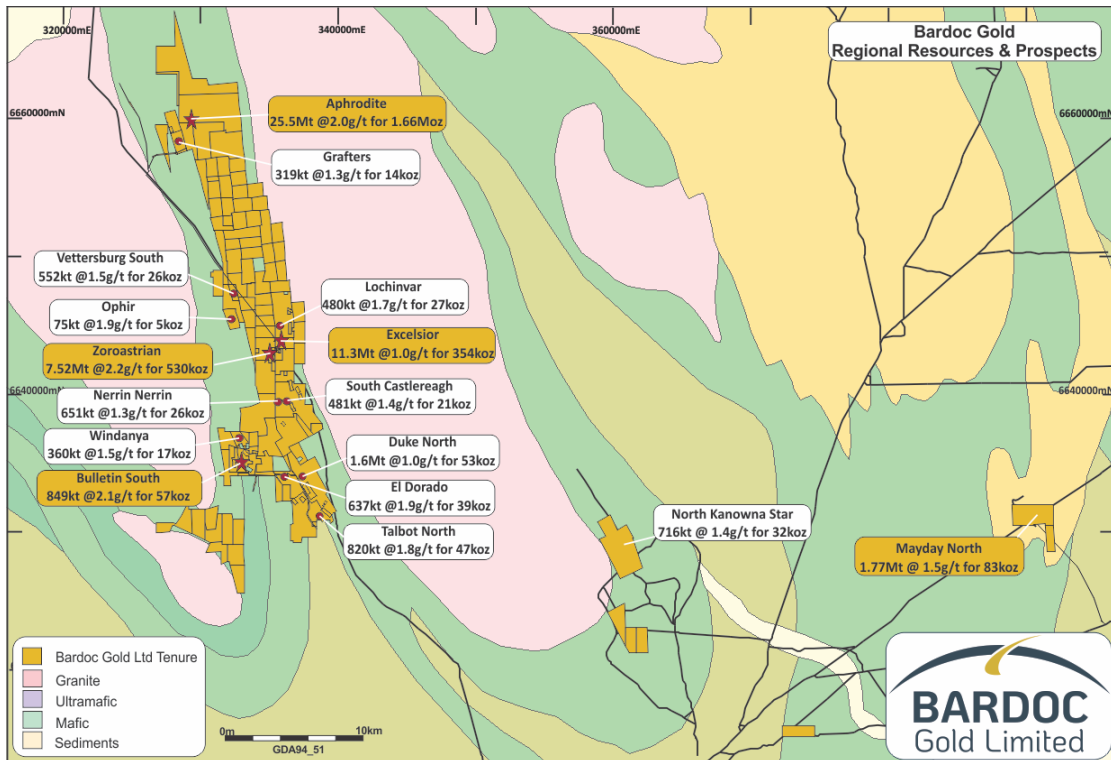 320000mE
340000mE
360000mE
Bardoc Gold
Regional Resources & Prospects
6660000mN
6660000mN
Aphrodite
25.5Mt @2.0g/t for 1.66Moz
Grafters
319kt @1.3g/t for 14koz
Vettersburg South
552kt @1.5g/t for 26koz
Lochinvar
480kt @1.7g/t for 27koz
Ophir
75kt @1.9g/t for 5koz
Excelsior
11.3Mt @1.0g/t for 354koz
Zoroastrian
7.52Mt @2.2g/t for 530koz
6640000mN
6640000mN
Nerrin Nerrin
651kt @1.3g/t for 26koz
South Castlereagh
481kt @1.4g/t for 21koz
Windanya
360kt @1.5g/t for 17koz
Duke North
1.6Mt @1.0g/t for 53koz
Bulletin South
849kt @2.1g/t for 57koz
El Dorado
637kt @1.9g/t for 39koz
Talbot North
820kt @1.8g/t for 47koz
North Kanowna Star
716kt @ 1.4g/t for 32koz
Mayday North
1.77Mt @ 1.5g/t for 83koz
Bardoc Gold Ltd Tenure
Granite
Ultramafic
Mafic
Sediments
0m
10km
GDA94_51
BARDOC
Gold Limited